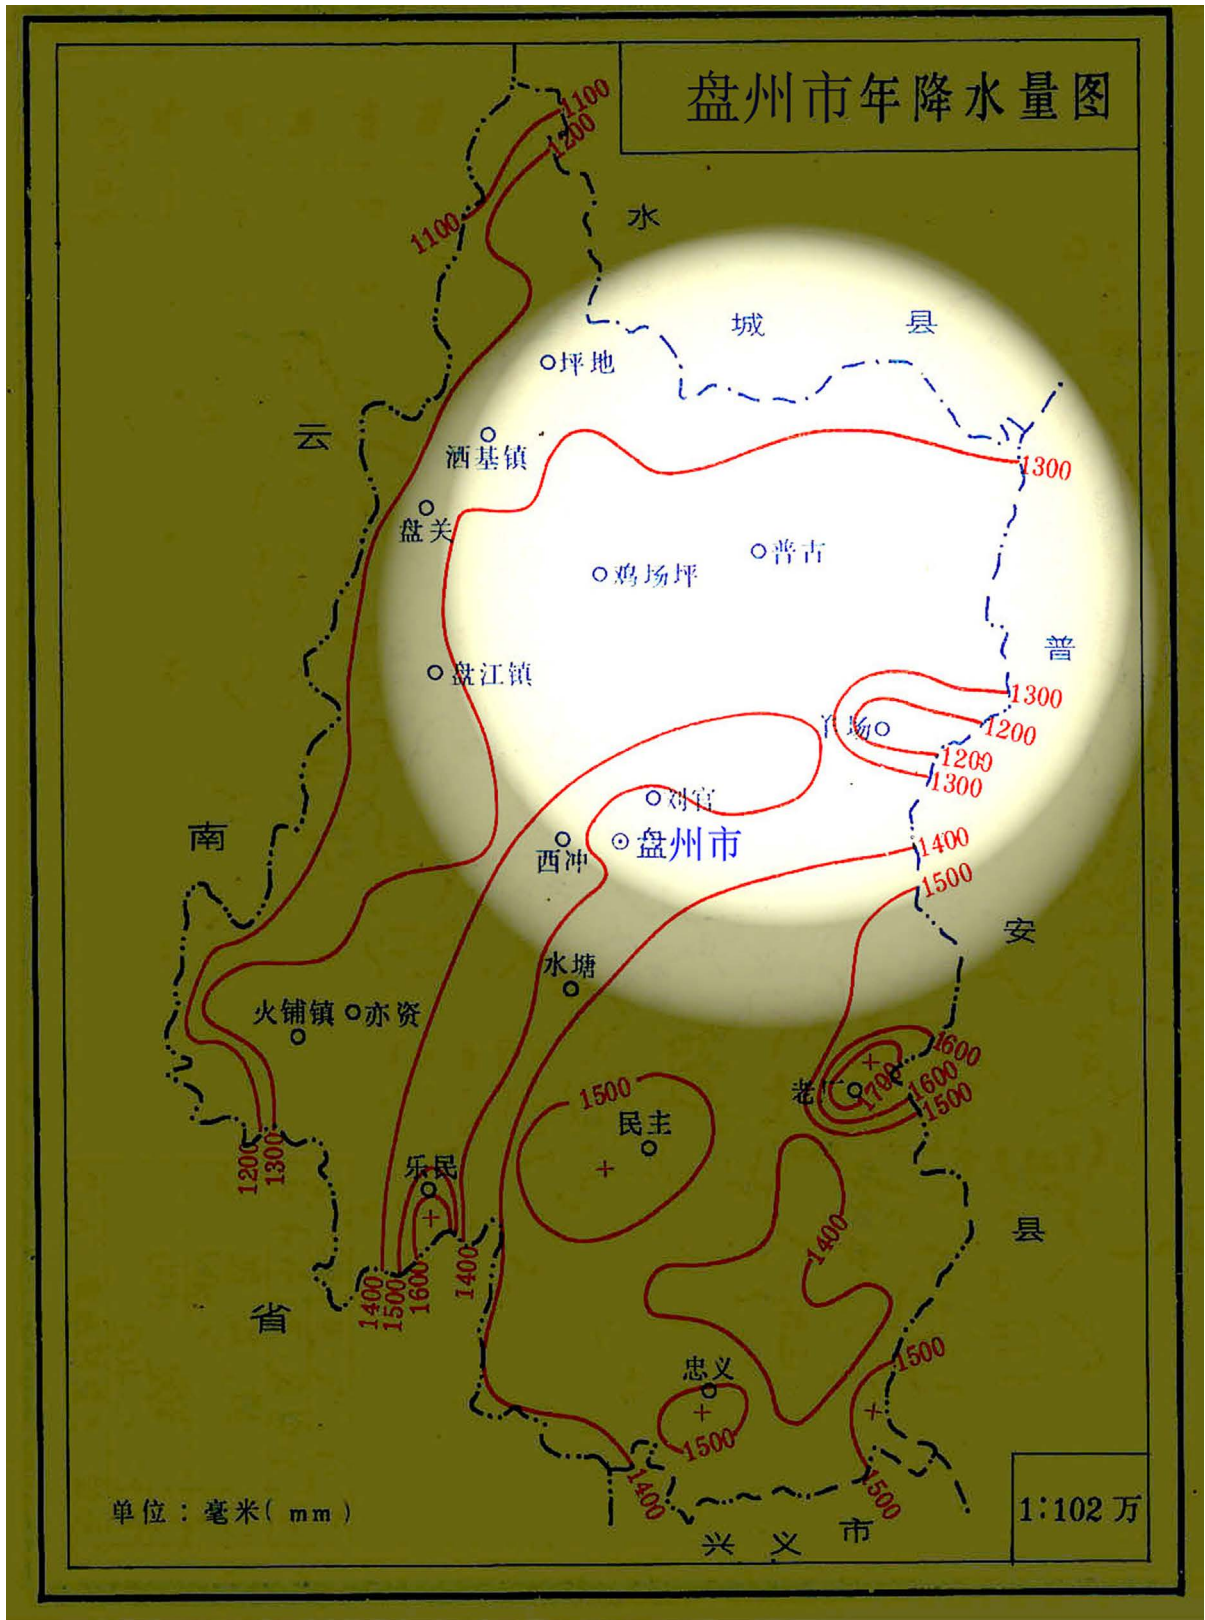 盘州市年降水量图
1100
1200
水
1100
城 县
坪地
云
洒基镇
1300
盘关
普古
鸡场坪
普
盘江镇
1300
场
1200
1200
1300
刘官
南
西冲
盘州市
1400
1500
安
水塘
火铺镇
亦资
1600
1500
老厂
1700
1600
1500
民主
1200
1300
乐民
县
1400
1400
1500
1600
1400
省
1500
忠义
1500
1400
1500
单位：毫米( mm )
1:102 万
兴 义 市